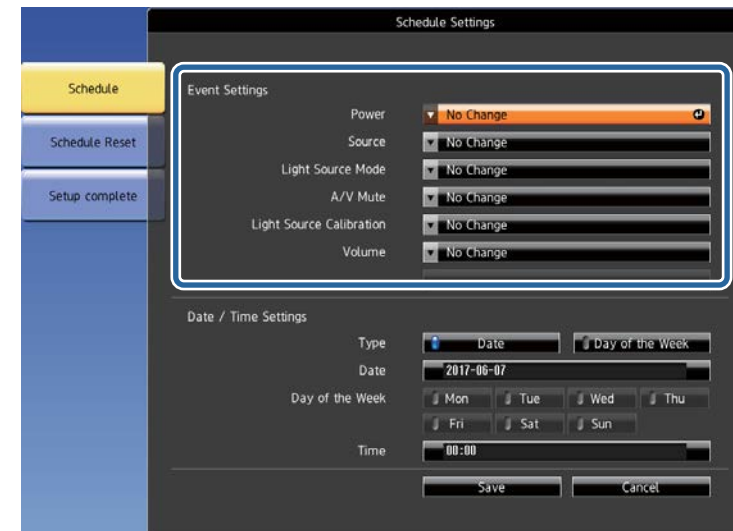 Schedule Settings
Schedule
Schedule Reset
Setup complete
Event Settings
Power No Change
Source No Change
Light Source Mode No Change
A/V Mute No Change
Light Source Calibration No Change
Volume No Change
Date / Time Settings
Type Date Day of the Week
Date 2017-06-07
Day of the Week Mon Tue Wed Thu
Fri Sat Sun
Time 00:00
Save Cancel